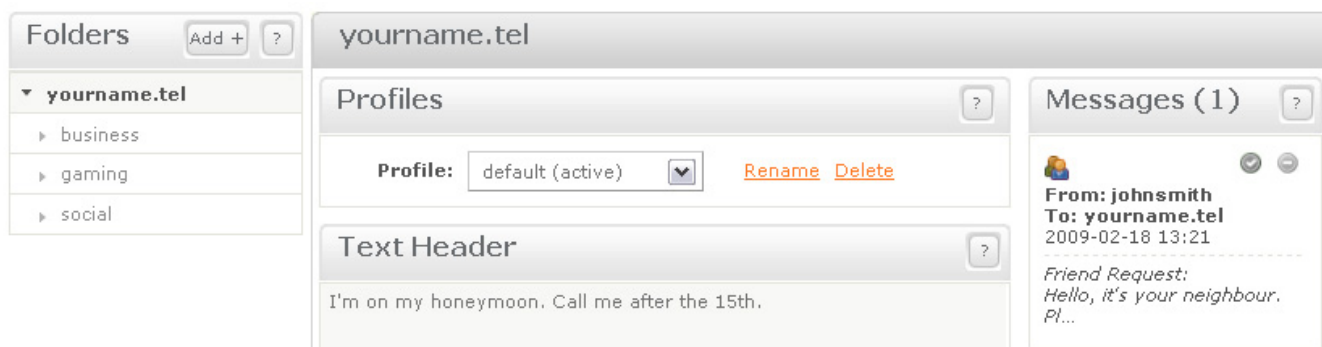 Folders
Add +
?
yourname.tel
business
gaming
social
yourname.tel
Profiles
?
Profile:
default (active)
Rename Delete
Text Header
?
I'm on my honeymoon. Call me after the 15th.
Messages (1)
?
From: johnsmith
To: yourname.tel
2009-02-18 13:21
Friend Request:
Hello, it's your neighbour.
Pl...